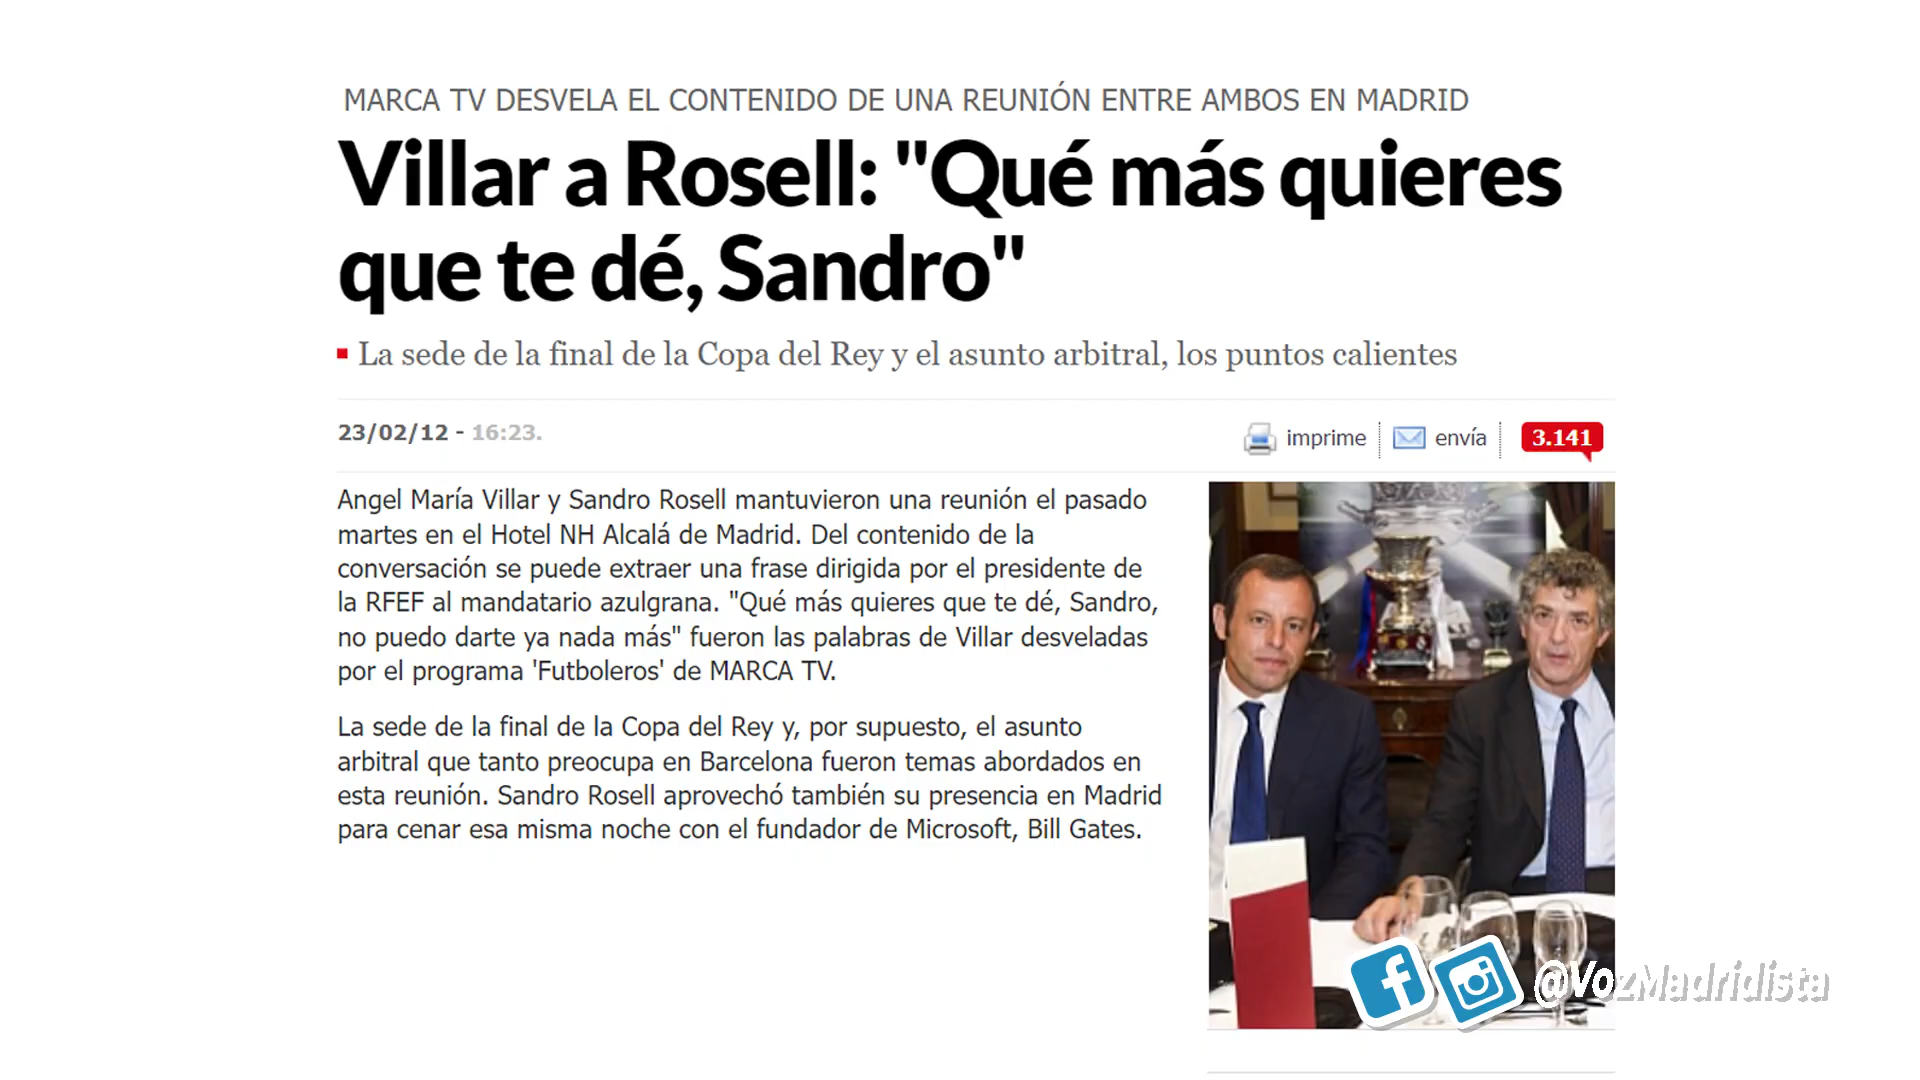 MARCA TV DESVELA EL CONTENIDO DE UNA REUNIÓN ENTRE AMBOS EN MADRID
Villar a Rosell: "Qué más quieres
que te dé, Sandro"
La sede de la final de la Copa del Rey y el asunto arbitral, los puntos calientes
23/02/12 - 16:23.
imprime
envía
3.141
Angel María Villar y Sandro Rosell mantuvieron una reunión el pasado
martes en el Hotel NH Alcalá de Madrid. Del contenido de la
conversación se puede extraer una frase dirigida por el presidente de
la RFEF al mandatario azulgrana. "Qué más quieres que te dé, Sandro,
no puedo darte ya nada más" fueron las palabras de Villar desveladas
por el programa 'Futboleros' de MARCA TV.
La sede de la final de la Copa del Rey y, por supuesto, el asunto
arbitral que tanto preocupa en Barcelona fueron temas abordados en
esta reunión. Sandro Rosell aprovechó también su presencia en Madrid
para cenar esa misma noche con el fundador de Microsoft, Bill Gates.
@VozMadridista